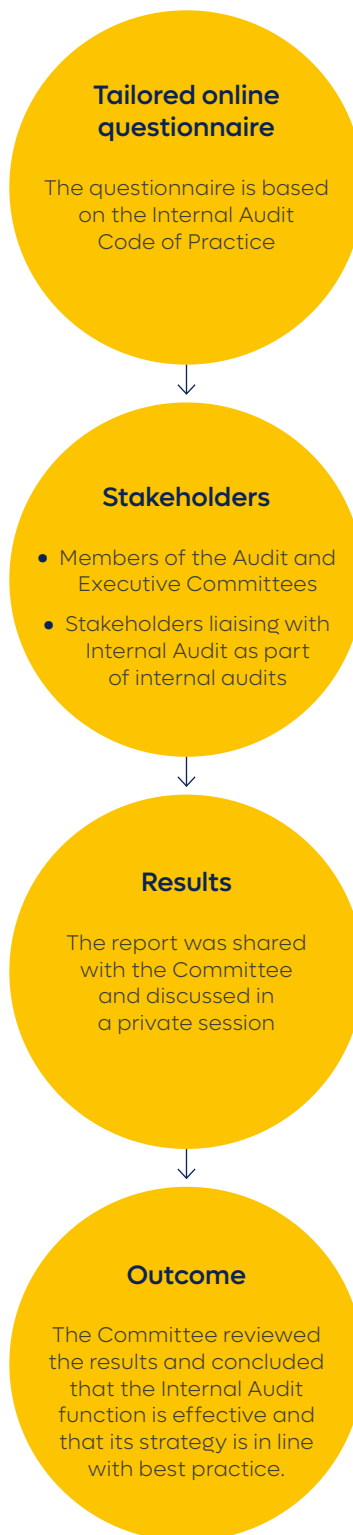 Tailored online
questionnaire
The questionnaire is based
on the Internal Audit
Code of Practice
Stakeholders
• Members of the Audit and
Executive Committees
• Stakeholders liaising with
Internal Audit as part
of internal audits
Results
The report was shared
with the Committee
and discussed in
a private session
Outcome
The Committee reviewed
the results and concluded
that the Internal Audit
function is effective and
that its strategy is in line
with best practice.